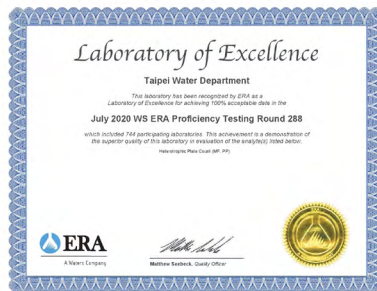 Laboratory of Excellence
Taipei Water Department
This laboratory has been recognized by ERA as a
Laboratory of Excellence for achieving 100% acceptable data in the
July 2020 WS ERA Proficiency Testing Round 288
which included 744 participating laboratories. This achievement is a demonstration of
the superior quality of this laboratory in evaluation of the analyte(s) listed below.
Heterotrophic Plate Count (MF, PP)
ERA
A Waters Company
Matthew Seebeck, Quality Officer